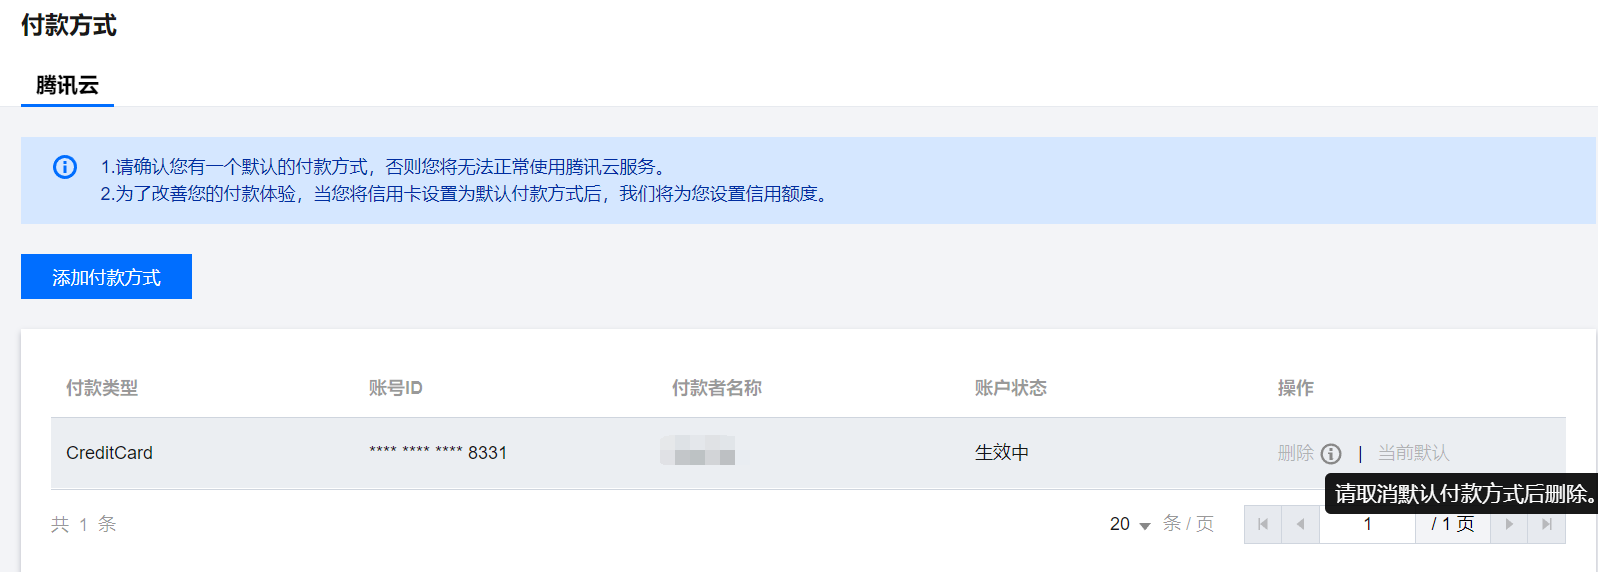 付款方式
腾讯云
1.请确认您有一个默认的付款方式，否则您将无法正常使用腾讯云服务。
2.为了改善您的付款体验，当您将信用卡设置为默认付款方式后，我们将为您设置信用额度。
添加付款方式
付款类型 账号ID 付款者名称 账户状态 操作
CreditCard **** **** **** 8331 生效中 删除 | 当前默认
请取消默认付款方式后删除。
共 1 条 20 条 / 页 1 / 1 页